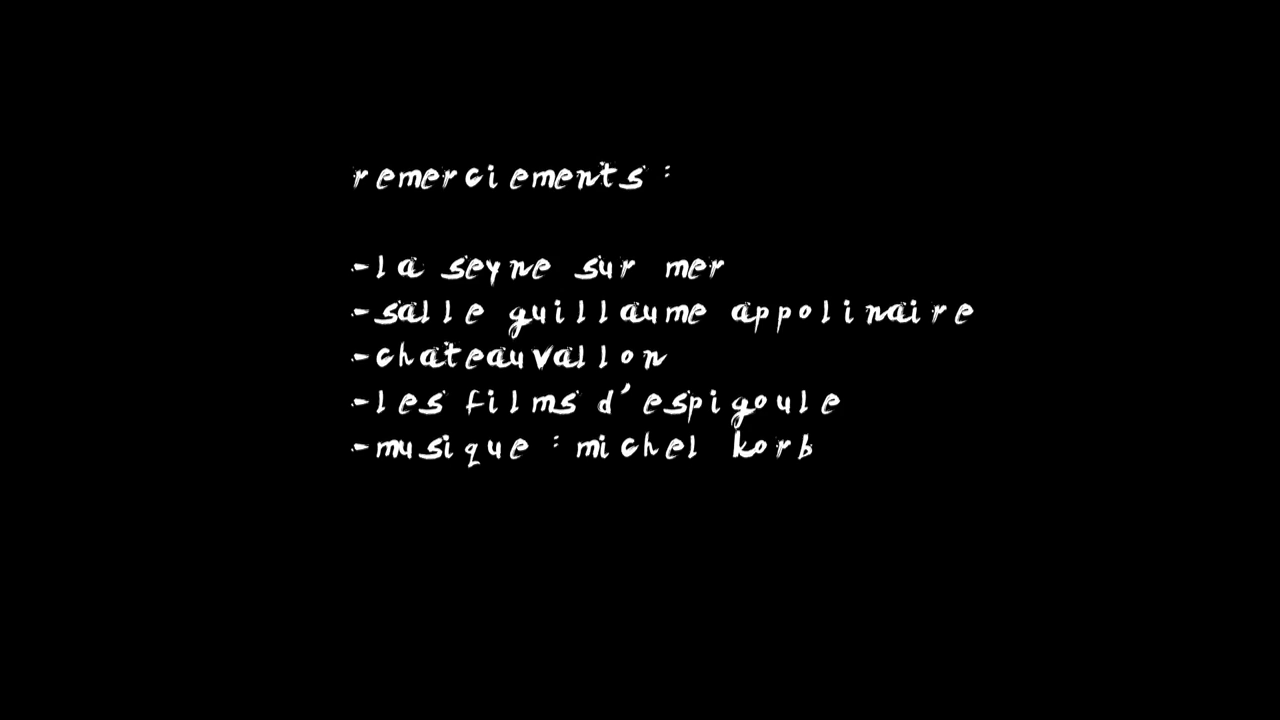 remerciements :
-la seyne sur mer
-salle guillaume appolinaire
-chateauvallon
-les films d'espigoule
-musique : michel korb